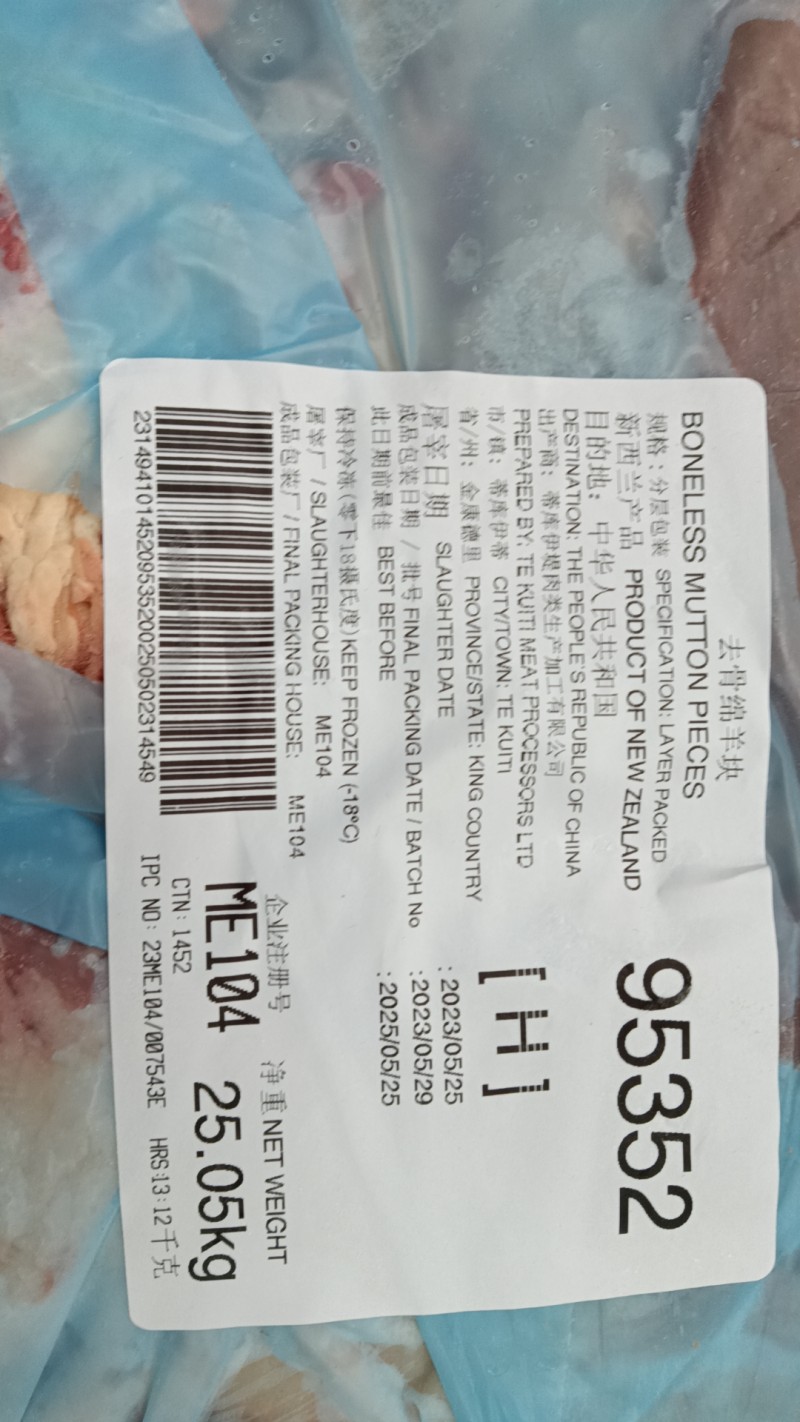 去骨绵羊块
BONELESS MUTTON PIECES
95352
规格：分层包装 SPECIFICATION: LAYER PACKED
新西兰产品 PRODUCT OF NEW ZEALAND
目的地：中华人民共和国
DESTINATION: THE PEOPLE'S REPUBLIC OF CHINA
[ H ]
出产商：蒂库伊缇肉类生产加工有限公司
PREPARED BY: TE KUITI MEAT PROCESSORS LTD
市/镇：蒂库伊蒂 CITY/TOWN: TE KUITI
省/州：金康德里 PROVINCE/STATE: KING COUNTRY
屠宰日期 SLAUGHTER DATE : 2023/05/25
成品包装日期 / 批号 FINAL PACKING DATE / BATCH No : 2023/05/29
此日期前最佳 BEST BEFORE : 2025/05/25
保持冷冻(零下18摄氏度)KEEP FROZEN (-18ºC)
屠宰厂 / SLAUGHTERHOUSE: ME104
成品包装厂 / FINAL PACKING HOUSE: ME104
企业注册号 净重 NET WEIGHT
ME104 25.05kg
CTN: 1452
23149410145209535200250502314549
IPC NO: 23ME104/007543E HRS:13:12千克